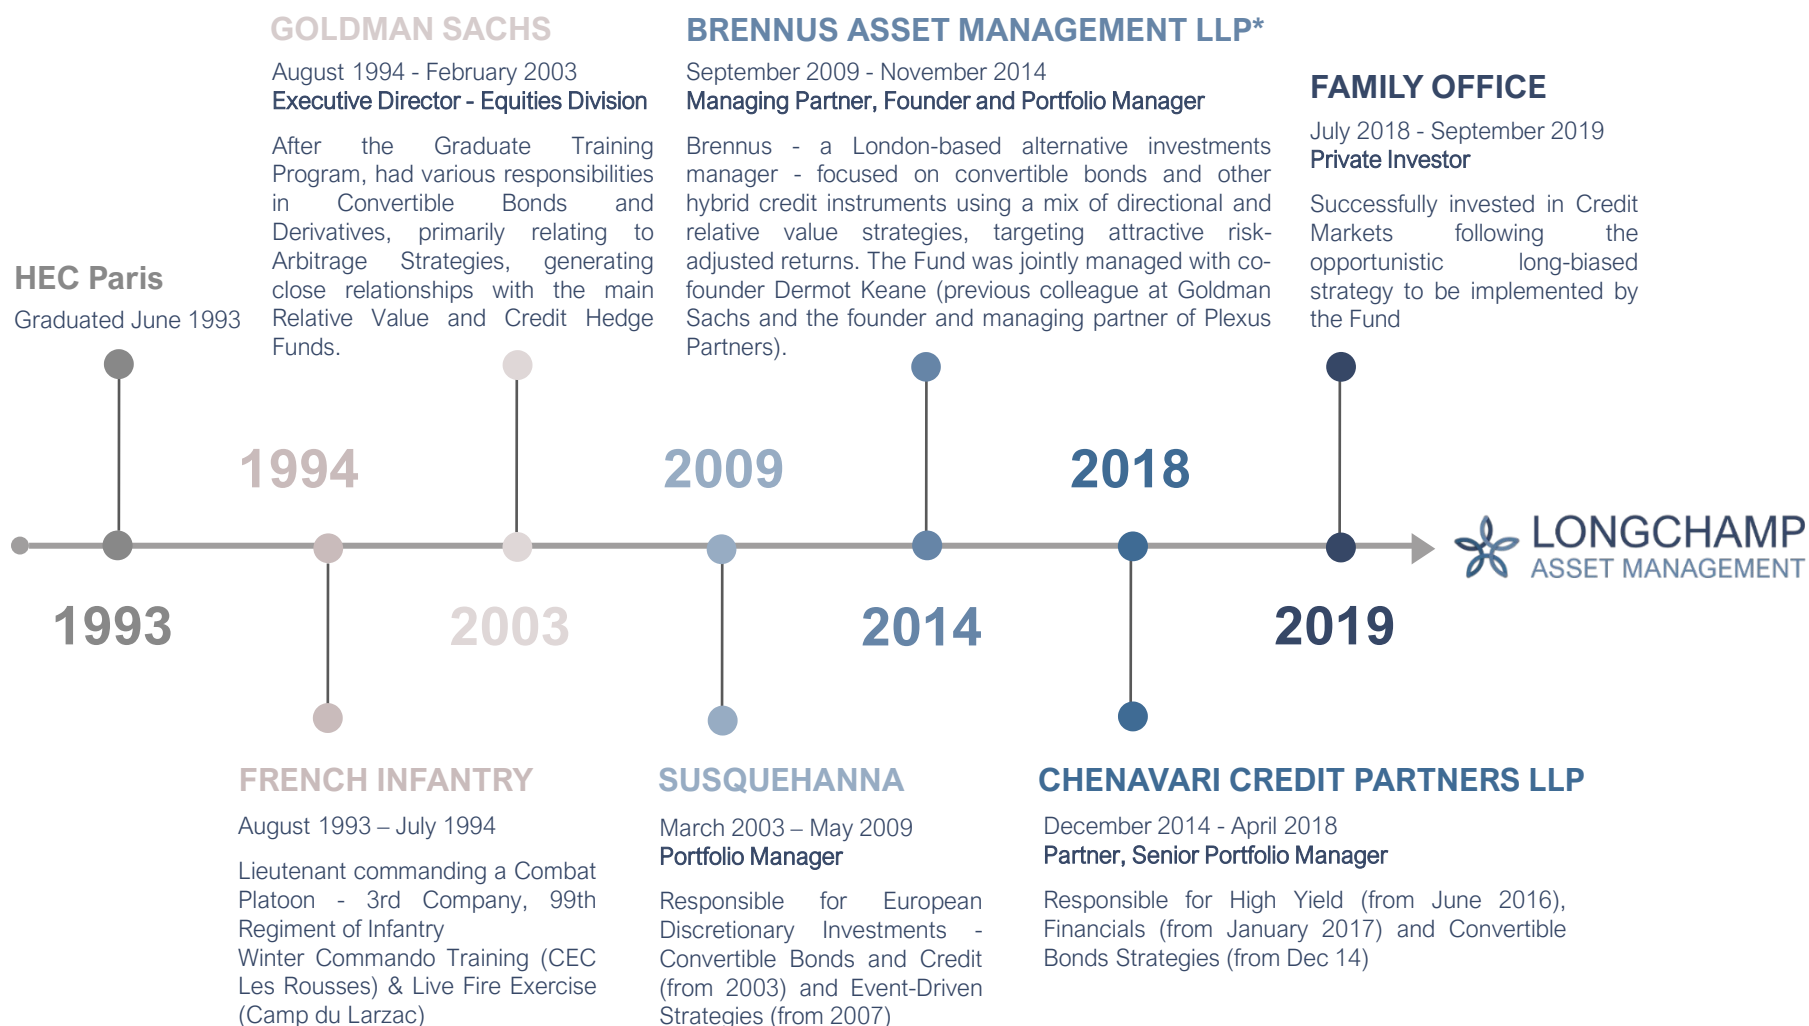 HEC Paris
Graduated June 1993
GOLDMAN SACHS
August 1994 - February 2003
Executive Director - Equities Division
After the Graduate Training
Program, had various responsibilities
in Convertible Bonds and
Derivatives, primarily relating to
Arbitrage Strategies, generating
close relationships with the main
Relative Value and Credit Hedge
Funds.
BRENNUS ASSET MANAGEMENT LLP*
September 2009 - November 2014
Managing Partner, Founder and Portfolio Manager
Brennus - a London-based alternative investments
manager - focused on convertible bonds and other
hybrid credit instruments using a mix of directional and
relative value strategies, targeting attractive risk-
adjusted returns. The Fund was jointly managed with co-
founder Dermot Keane (previous colleague at Goldman
Sachs and the founder and managing partner of Plexus
Partners).
FAMILY OFFICE
July 2018 - September 2019
Private Investor
Successfully invested in Credit
Markets following the
opportunistic long-biased
strategy to be implemented by
the Fund
1994
2009
2018
LONGCHAMP
ASSET MANAGEMENT
1993
2003
2014
2019
FRENCH INFANTRY
August 1993 – July 1994
Lieutenant commanding a Combat
Platoon - 3rd Company, 99th
Regiment of Infantry
Winter Commando Training (CEC
Les Rousses) & Live Fire Exercise
(Camp du Larzac)
SUSQUEHANNA
March 2003 – May 2009
Portfolio Manager
Responsible for European
Discretionary Investments -
Convertible Bonds and Credit
(from 2003) and Event-Driven
Strategies (from 2007)
CHENAVARI CREDIT PARTNERS LLP
December 2014 - April 2018
Partner, Senior Portfolio Manager
Responsible for High Yield (from June 2016),
Financials (from January 2017) and Convertible
Bonds Strategies (from Dec 14)